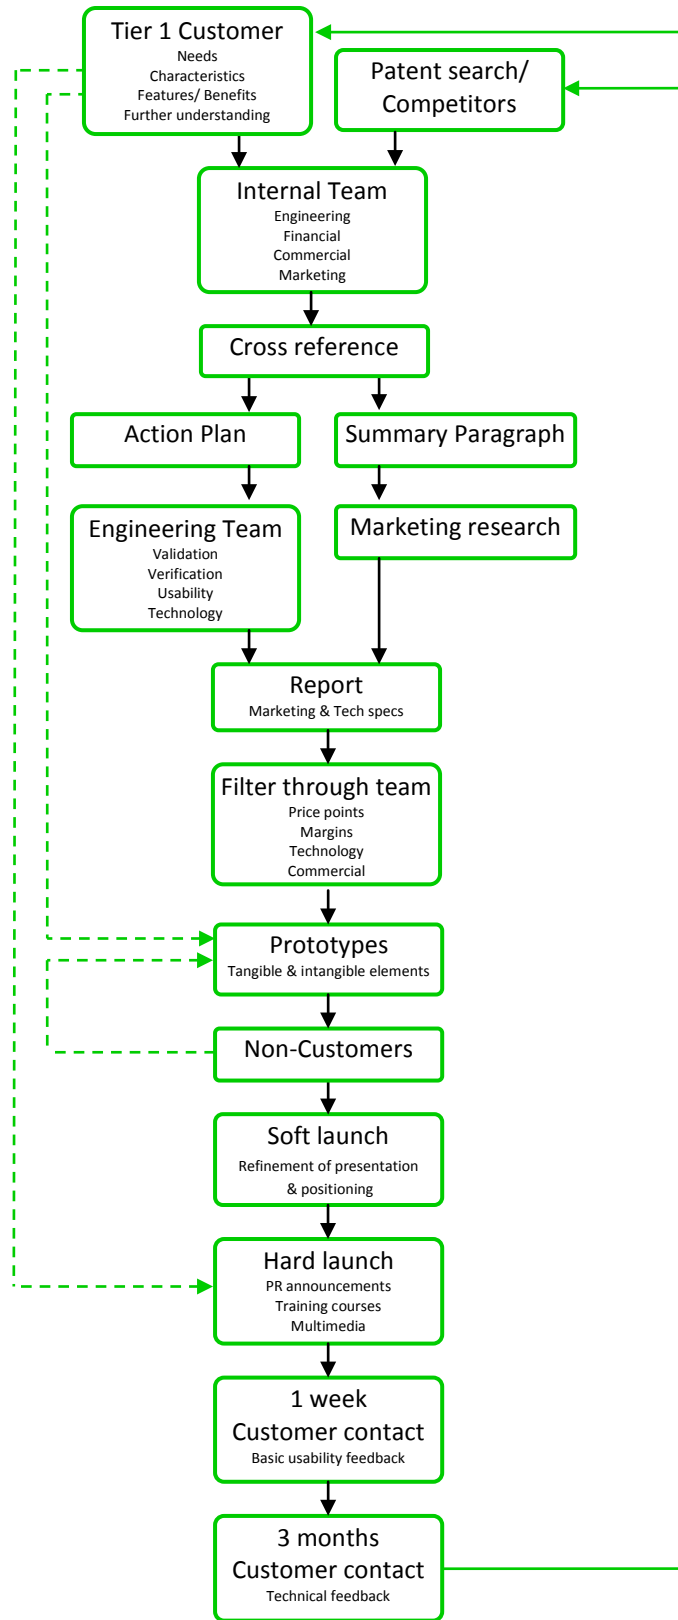 Tier 1 Customer
Needs
Characteristics
Features/ Benefits
Further understanding
Patent search/
Competitors
Internal Team
Engineering
Financial
Commercial
Marketing
Cross reference
Action Plan
Summary Paragraph
Engineering Team
Validation
Verification
Usability
Technology
Marketing research
Report
Marketing & Tech specs
Filter through team
Price points
Margins
Technology
Commercial
Prototypes
Tangible & intangible elements
Non-Customers
Soft launch
Refinement of presentation
& positioning
Hard launch
PR announcements
Training courses
Multimedia
1 week
Customer contact
Basic usability feedback
3 months
Customer contact
Technical feedback